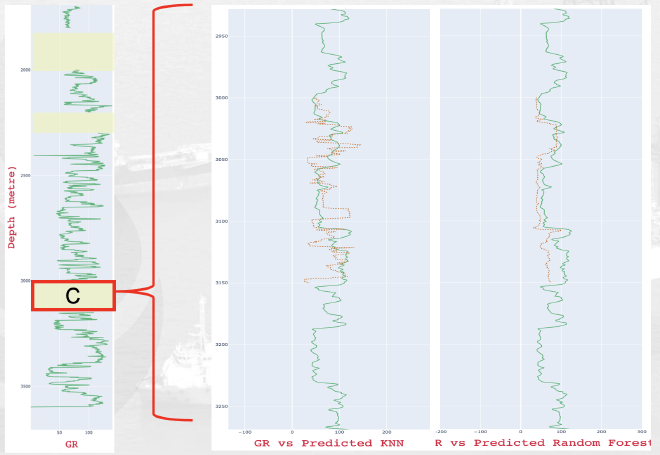 Depth (metre)
2000
2500
3000
3500
C
50 100
GR
2950
3000
3050
3100
3150
3200
3250
−100 0 100 200
GR vs Predicted KNN
−200 −100 0 100 200 300
R vs Predicted Random Forest